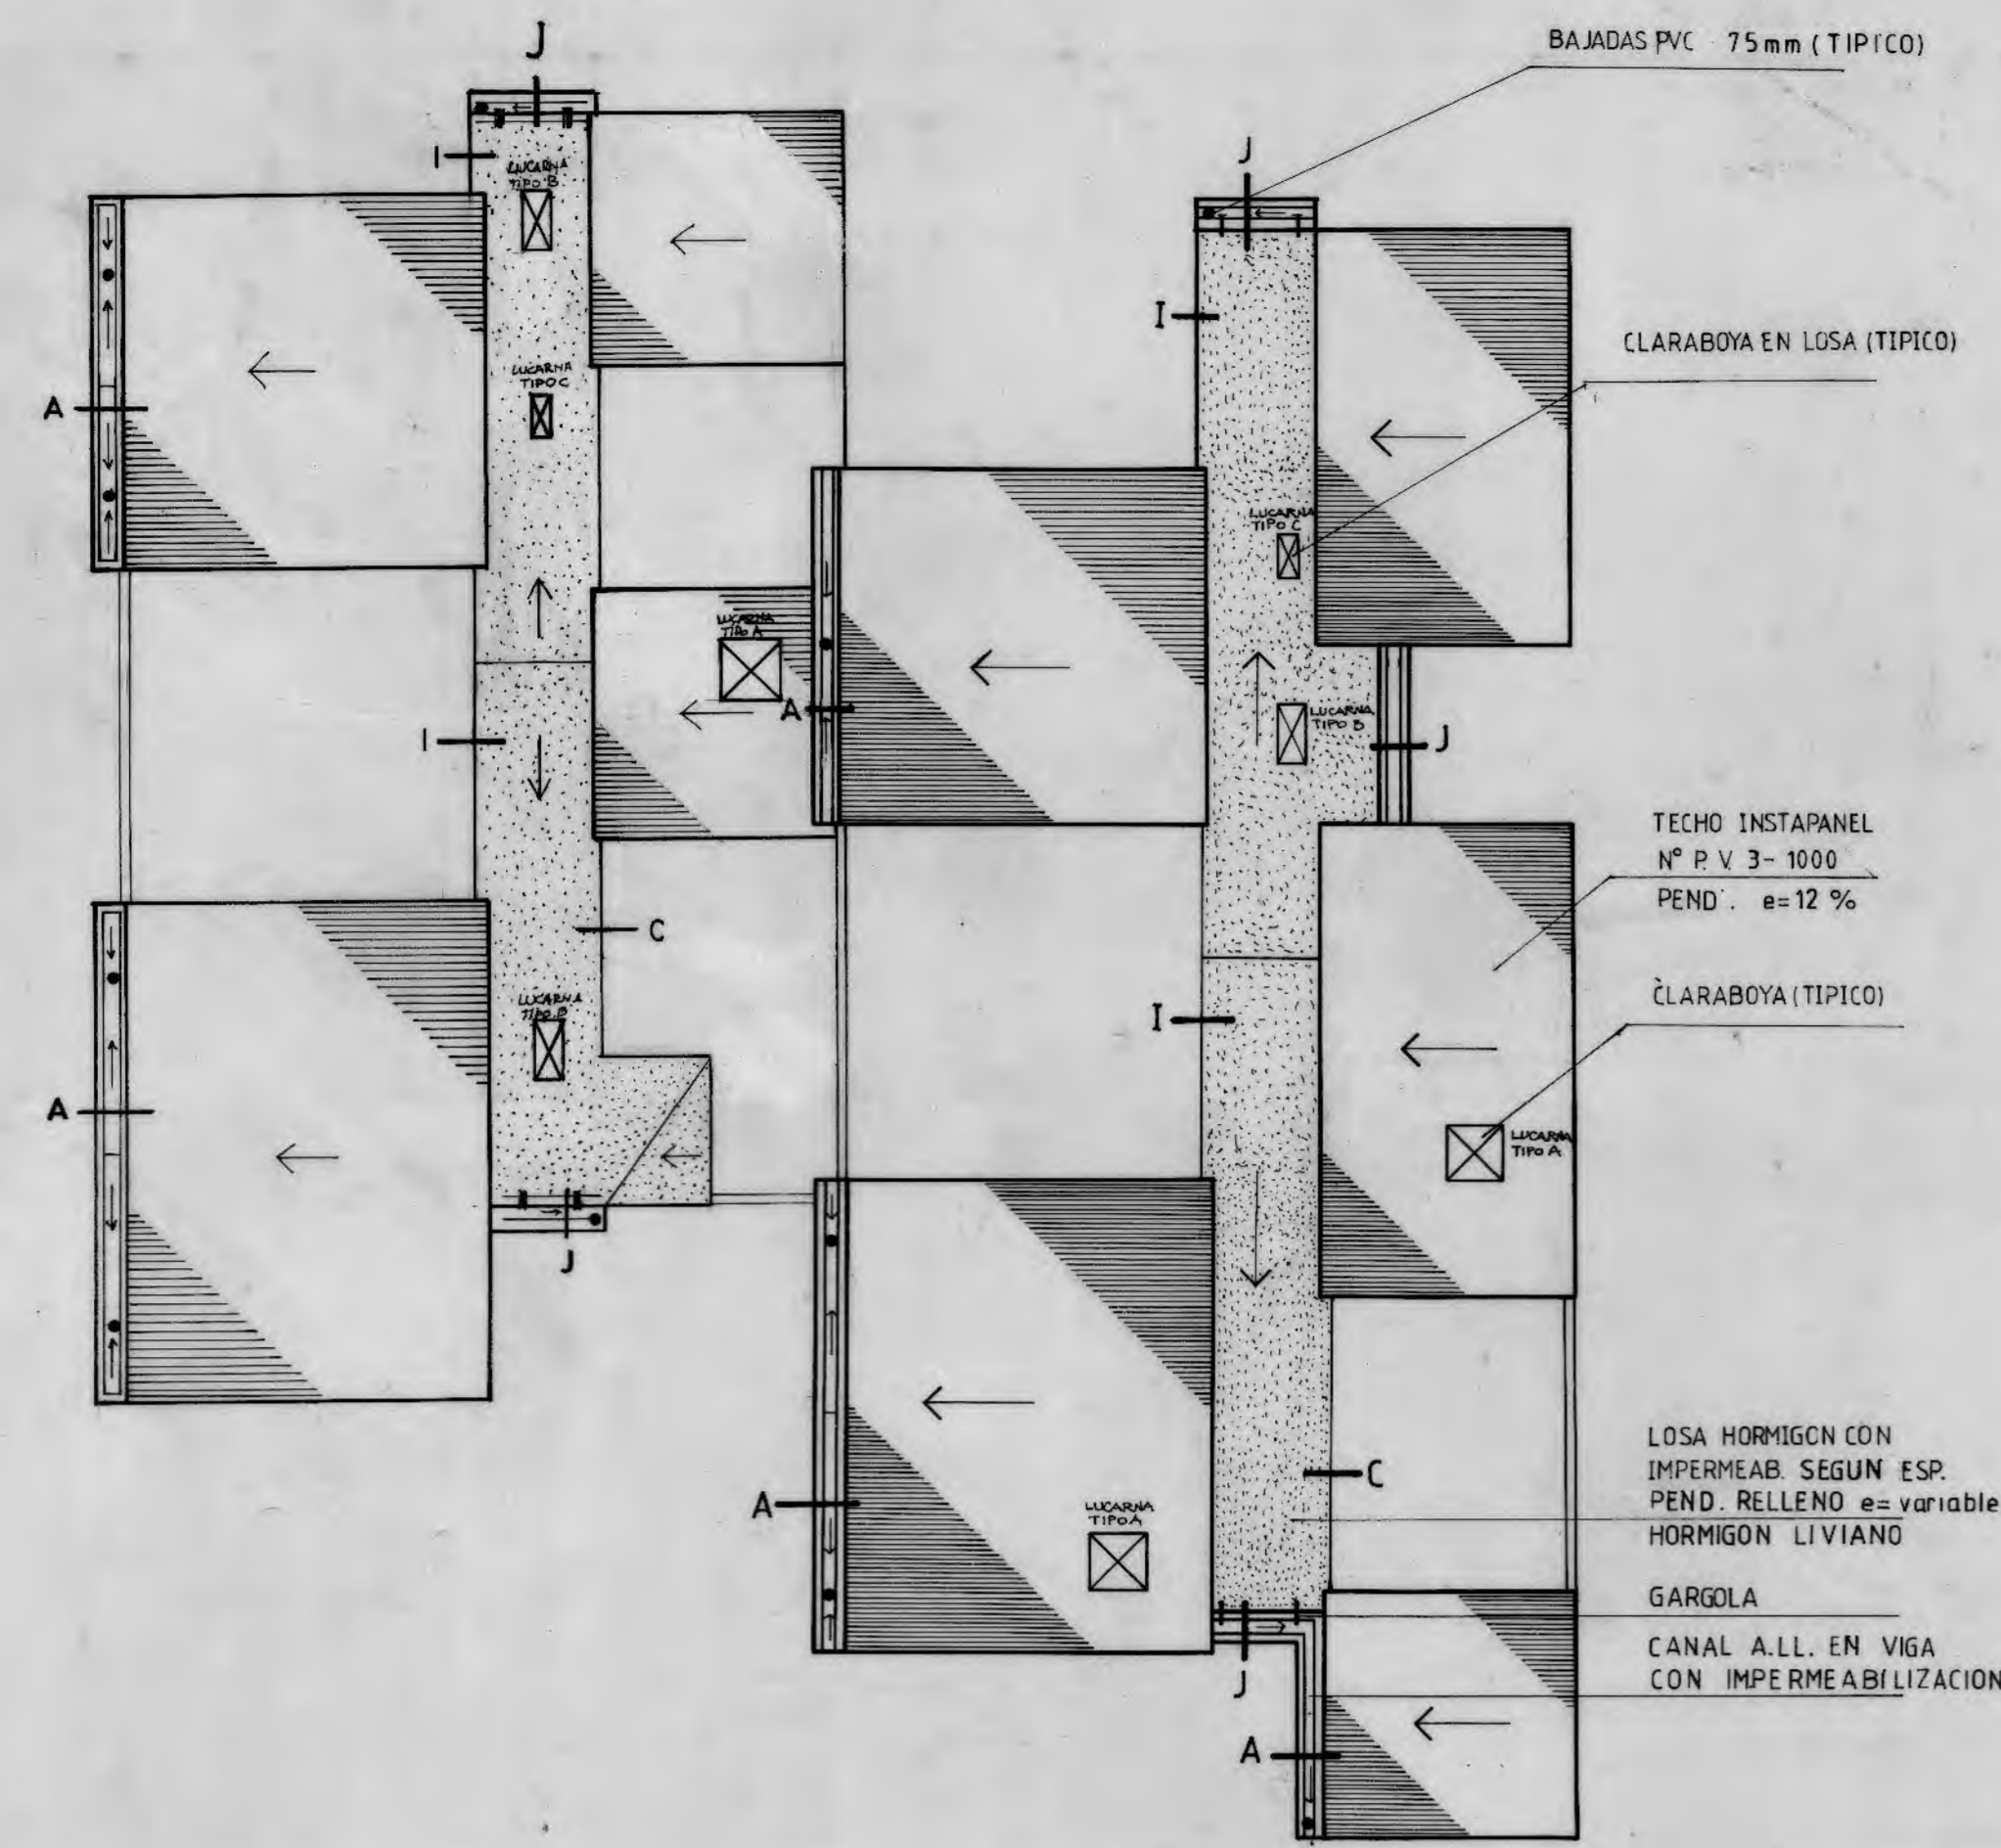 BAJADAS PVC 75mm (TIPICO)
J
I
LUCARNA
TIPO B.
J
I
CLARABOYA EN LOSA (TIPICO)
LUCARNA
TIPO C
A
LUCARNA
TIPO C
LUCARNA
TIPO A
A
LUCARNA
TIPO B
J
I
TECHO INSTAPANEL
N° P.V. 3-1000
PEND. e=12 %
C
CLARABOYA (TIPICO)
LUCARNA
I
A
LUCARNA
TIPO A
J
LOSA HORMIGON CON
IMPERMEAB. SEGUN ESP.
PEND. RELLENO e= variable
HORMIGON LIVIANO
C
A
LUCARNA
TIPO A
GARGOLA
CANAL A.LL. EN VIGA
CON IMPERMEABILIZACION
J
A